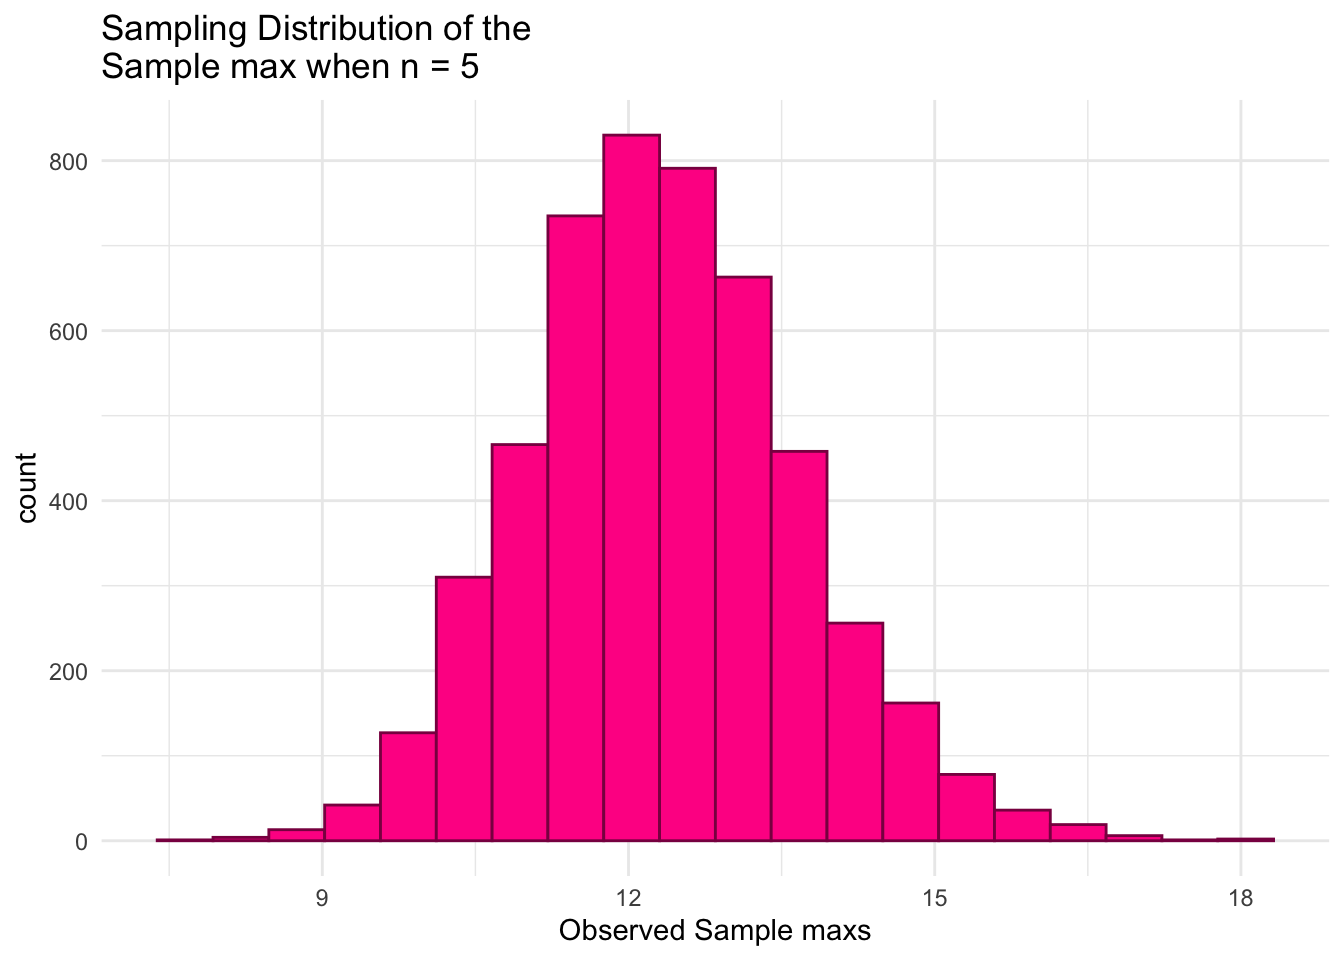 Sampling Distribution of the
Sample max when n = 5
800
600
400
200
0
count
9 12 15 18
Observed Sample maxs